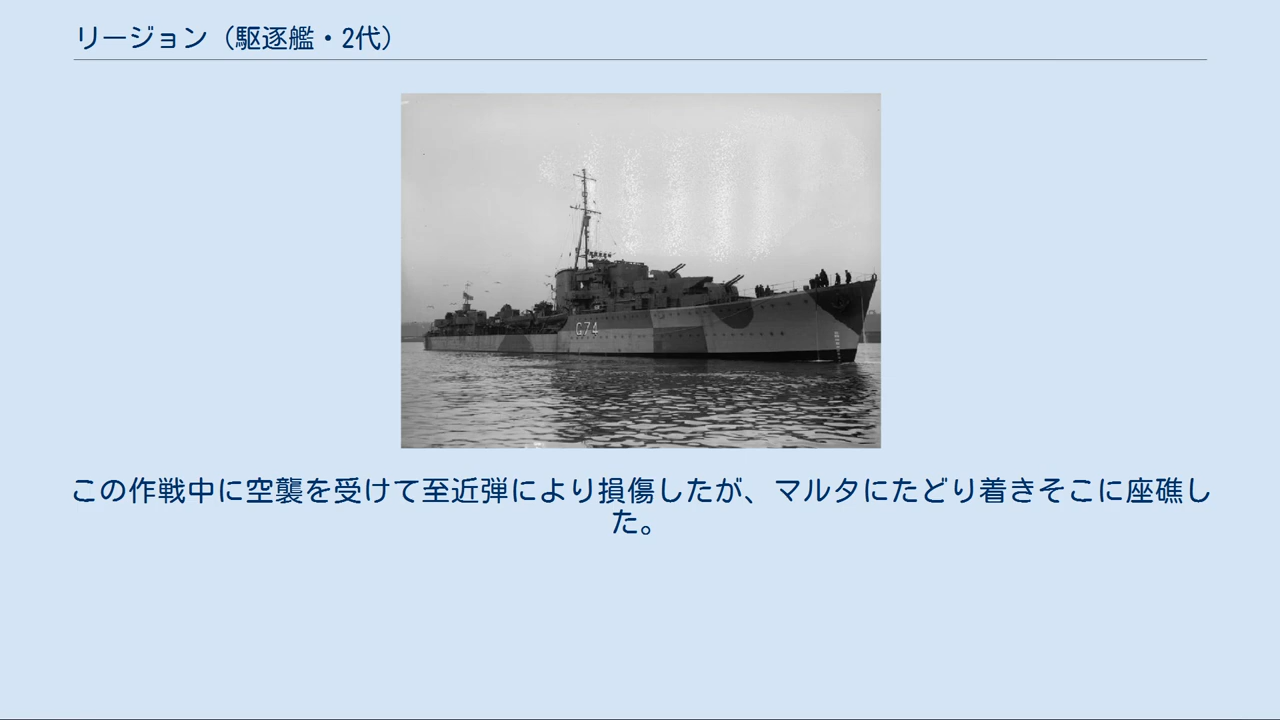 リージョン（駆逐艦・2代）
G74
この作戦中に空襲を受けて至近弾により損傷したが、マルタにたどり着きそこに座礁し
た。